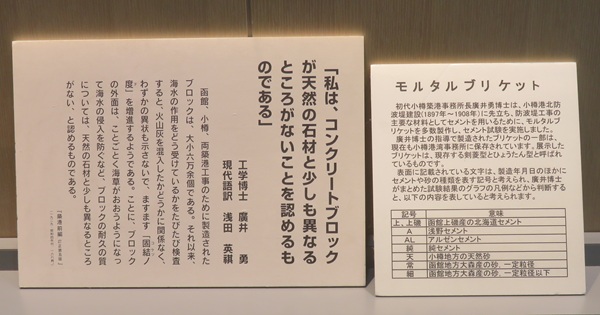 「私は、コンクリートブロック
が天然の石材と少しも異なる
ところがないことを認めるも
のである」
工学博士　廣井　勇
現代語訳　浅田　英祺
函館、小樽、両築港工事のために製造された
ブロックは、大小六万余個である。それ以来、
海水の作用をどう受けているかをたびたび検査
すると、火山灰を混入したかどうかに関係なく、
わずかの異状も示さないで、ますます「固結ノ
度」を増進するようである。ことに、ブロック
の外面は、ことごとく海草がおおうようになっ
て海水の侵入を防ぐなど、ブロックの耐久の質
については、天然の石材と少しも異なるところ
がない、と認めるものである。
モルタルブリケット
初代小樽築港事務所長廣井勇博士は、小樽港北防
波堤建設(1897年～1908年)に先立ち、防波堤工事の
主要な材料としてセメントを用いるために、モルタルブ
リケットを多数製作し、セメント試験を実施しました。
廣井博士の指導で製造されたブリケットの一部は、
現在も小樽港湾事務所に保存されています。展示した
ブリケットは、現存する剣菱型とひょうたん型と呼ばれ
ているものです。
表面に記載されている文字は、製造年月日のほかに
セメントや砂の種類を表す記号と考えられ、廣井博士
がまとめた試験結果のグラフの凡例などから判断する
と、以下の内容を表していると考えられます。
記号　意味
上、上磯　函館上磯産の北海道セメント
A　浅野セメント
AL　アルセンセメント
純　純セメント
天　小樽地方の天然砂
常　函館地方大森産の砂、一定粒径
細　函館地方大森産の砂、一定粒径以下